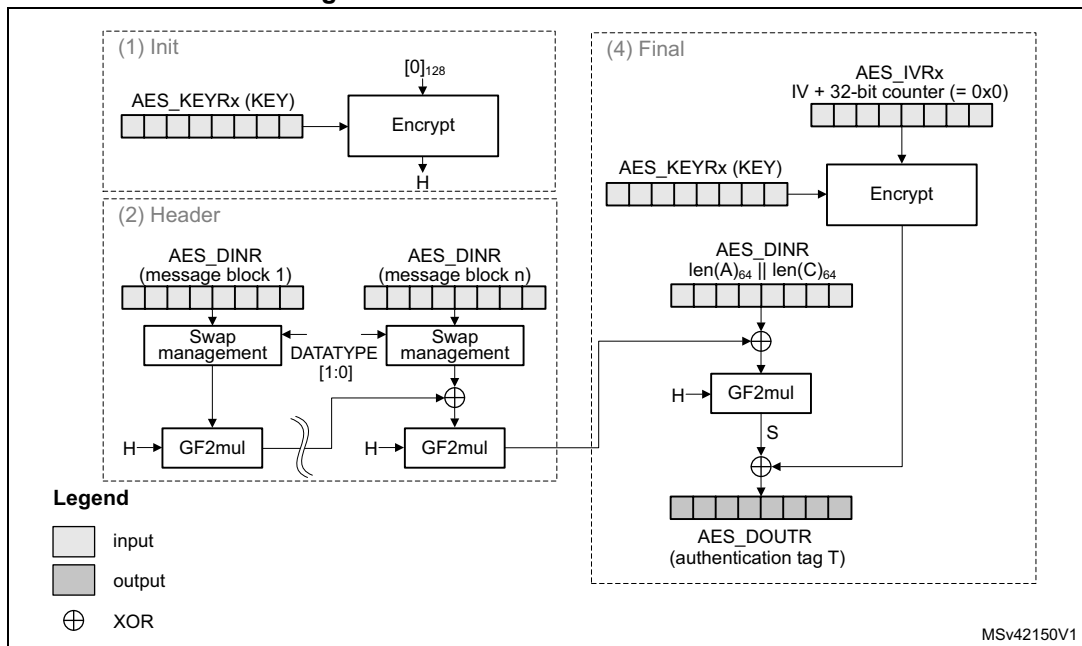 (1) Init
[0]128
AES_KEYRx (KEY)
Encrypt
H
(2) Header
AES_DINR
(message block 1)
AES_DINR
(message block n)
Swap
management
DATATYPE
[1:0]
Swap
management
H
GF2mul
H
GF2mul
(4) Final
AES_IVRx
IV + 32-bit counter (= 0x0)
AES_KEYRx (KEY)
Encrypt
AES_DINR
len(A)64 || len(C)64
H
GF2mul
S
AES_DOUTR
(authentication tag T)
Legend
input
output
XOR
MSv42150V1